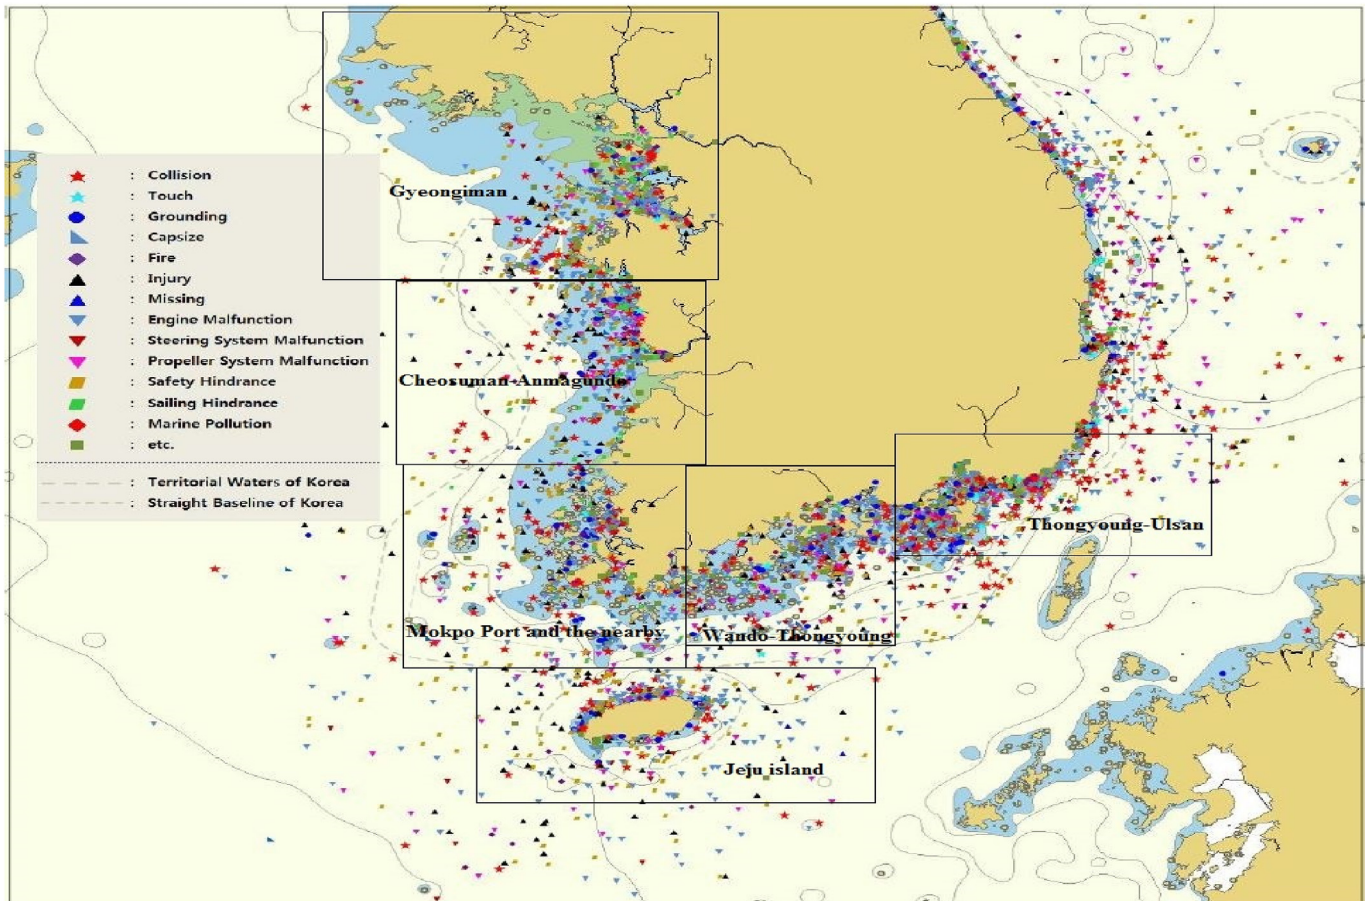 Gyeongiman
: Collision
: Touch
: Grounding
: Capsize
: Fire
: Injury
: Missing
: Engine Malfunction
: Steering System Malfunction
: Propeller System Malfunction
: Safety Hindrance
: Sailing Hindrance
: Marine Pollution
: etc.
: Territorial Waters of Korea
: Straight Baseline of Korea
Cheosuman-Anmagundo
Thongyoung-Ulsan
Mokpo Port and the nearby
Wando-Thongyoung
Jeju island